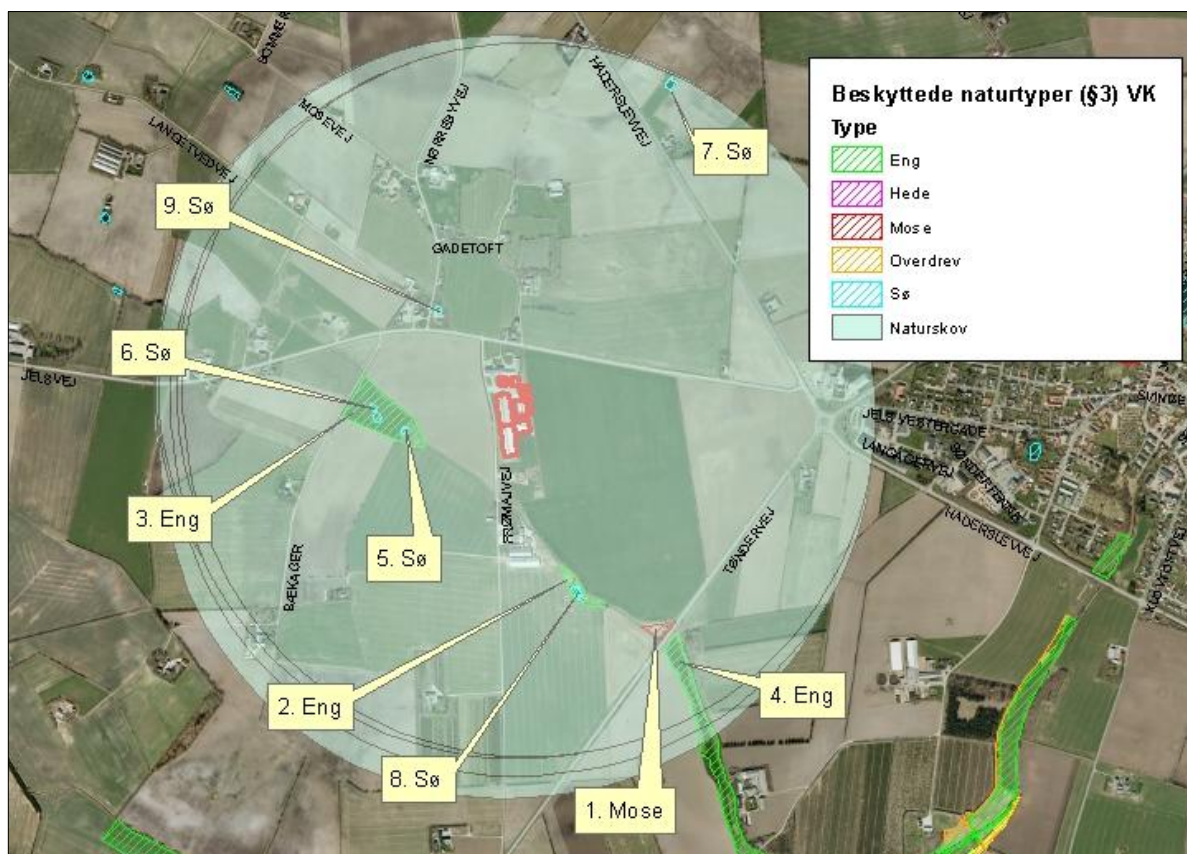 Beskyttede naturtyper (§3) VK
Type
Eng
Hede
Mose
Overdrev
Sø
Naturskov
MOSEVEJ
LANGETVEDVEJ
NØRREBYVEJ
HADERSLEVVEJ
7. Sø
9. Sø
GADETOFT
6. Sø
JELSVEJ
JELS VESTERGADE
LANGAGERVEJ
3. Eng
5. Sø
FRØMAJVEJ
TØNDERVEJ
HADERSLEVVEJ
BÆKAGER
2. Eng
4. Eng
8. Sø
1. Mose